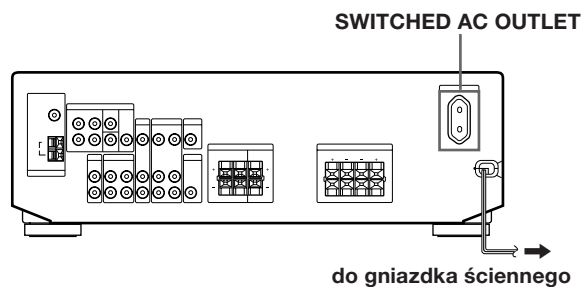 SWITCHED AC OUTLET
+
-
+ - - +
do gniazdka ściennego